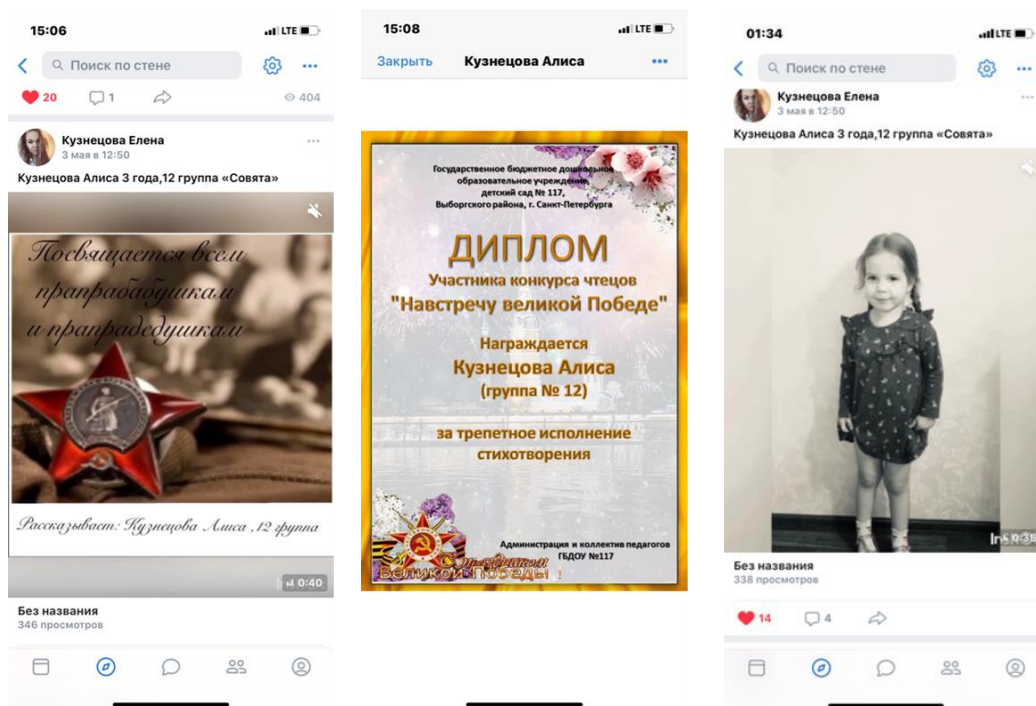 15:06
LTE
Поиск по стене
20
1
404
Кузнецова Елена
3 мая в 12:50
Кузнецова Алиса 3 года,12 группа «Совята»
Посвящается всем
прапрабабушкам
и прапрадедушкам
Рассказывает: Кузнецова Алиса ,12 группа
0:40
Без названия
346 просмотров
15:08
LTE
Закрыть
Кузнецова Алиса
Государственное бюджетное дошкольное
образовательное учреждение,
детский сад № 117,
Выборгского района, г. Санкт-Петербурга
ДИПЛОМ
Участника конкурса чтецов
"Навстречу великой Победе"
Награждается
Кузнецова Алиса
(группа № 12)
за трепетное исполнение
стихотворения
Администрация и коллектив педагогов
ГБДОУ №117
С праздником
Великой Победы !
01:34
LTE
Поиск по стене
Кузнецова Елена
3 мая в 12:50
Кузнецова Алиса 3 года,12 группа «Совята»
0:35
Без названия
338 просмотров
14
4